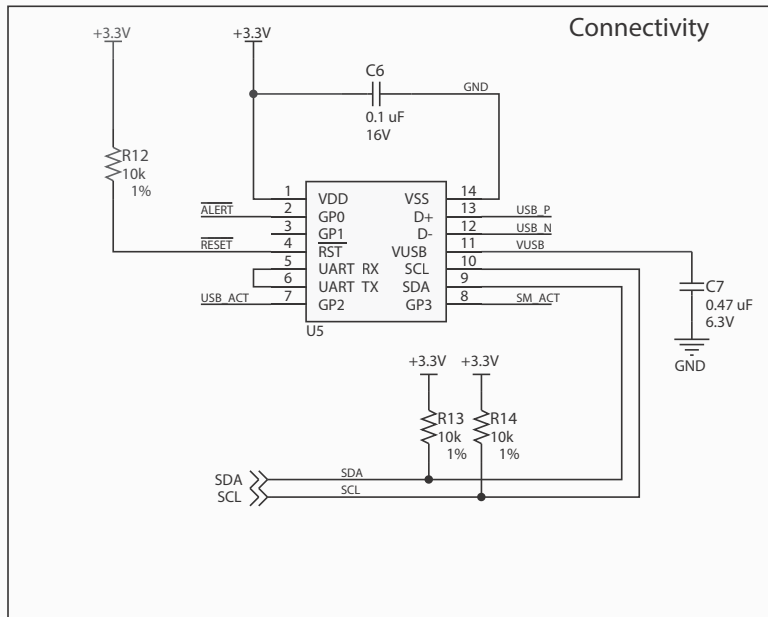 Connectivity
+3.3V
+3.3V
C6
0.1 uF
16V
GND
R12
10k
1%
1 VDD VSS 14
ALERT 2 GP0 D+ 13 USB_P
3 GP1 D- 12 USB_N
RESET 4 RST VUSB 11 VUSB
5 UART RX SCL 10
6 UART TX SDA 9
USB_ACT 7 GP2 GP3 8 SM_ACT
U5
C7
0.47 uF
6.3V
GND
+3.3V +3.3V
R13 R14
10k 10k
1% 1%
SDA SDA
SCL SCL